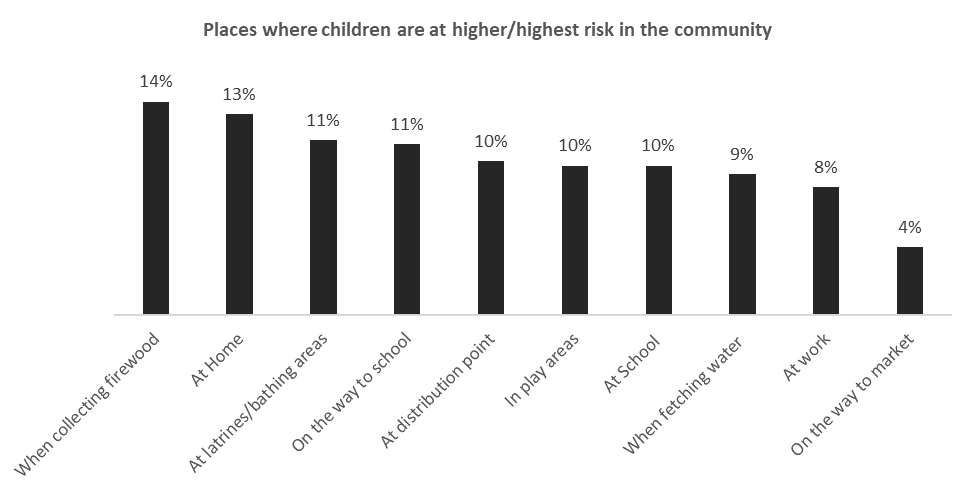 Places where children are at higher/highest risk in the community
14%
13%
11%
11%
10%
10%
10%
9%
8%
4%
When collecting firewood
At Home
At latrines/bathing areas
On the way to school
At distribution point
In play areas
At School
When fetching water
At work
On the way to market